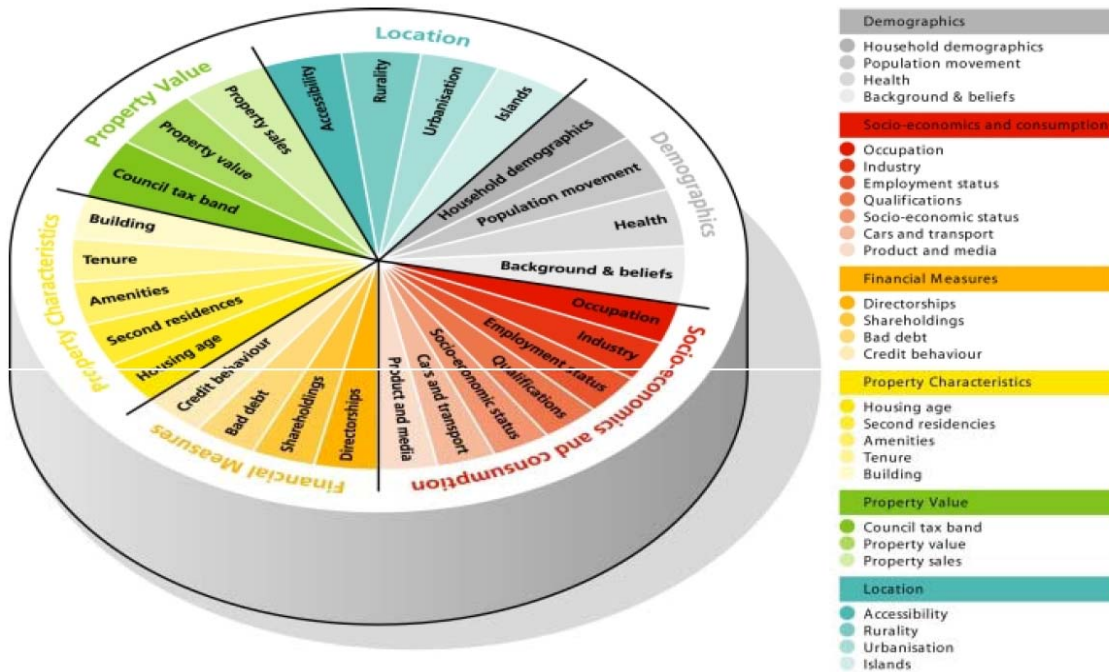 Location
Accessibility
Rurality
Urbanisation
Islands
Demographics
Household demographics
Population movement
Health
Background & beliefs
Socio-economics and consumption
Occupation
Industry
Employment status
Qualifications
Socio-economic status
Cars and transport
Product and media
Financial Measures
Directorships
Shareholdings
Bad debt
Credit behaviour
Property Characteristics
Housing age
Second residences
Amenities
Tenure
Building
Property Value
Council tax band
Property value
Property sales
Demographics
Household demographics
Population movement
Health
Background & beliefs
Socio-economics and consumption
Occupation
Industry
Employment status
Qualifications
Socio-economic status
Cars and transport
Product and media
Financial Measures
Directorships
Shareholdings
Bad debt
Credit behaviour
Property Characteristics
Housing age
Second residencies
Amenities
Tenure
Building
Property Value
Council tax band
Property value
Property sales
Location
Accessibility
Rurality
Urbanisation
Islands